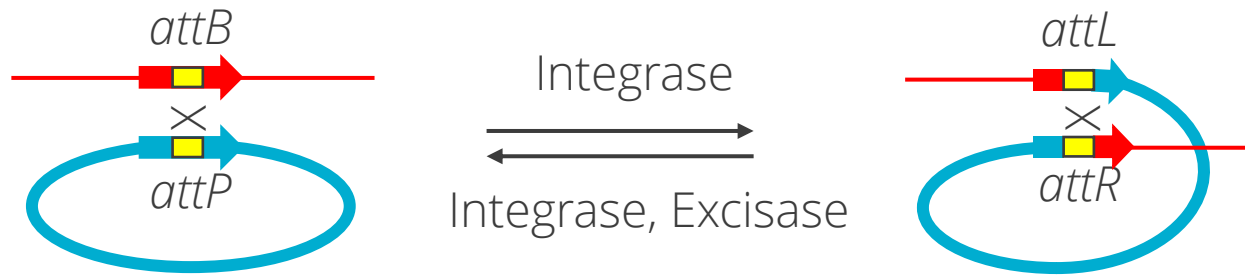 attB
attP
Integrase
Integrase, Excisase
attL
attR